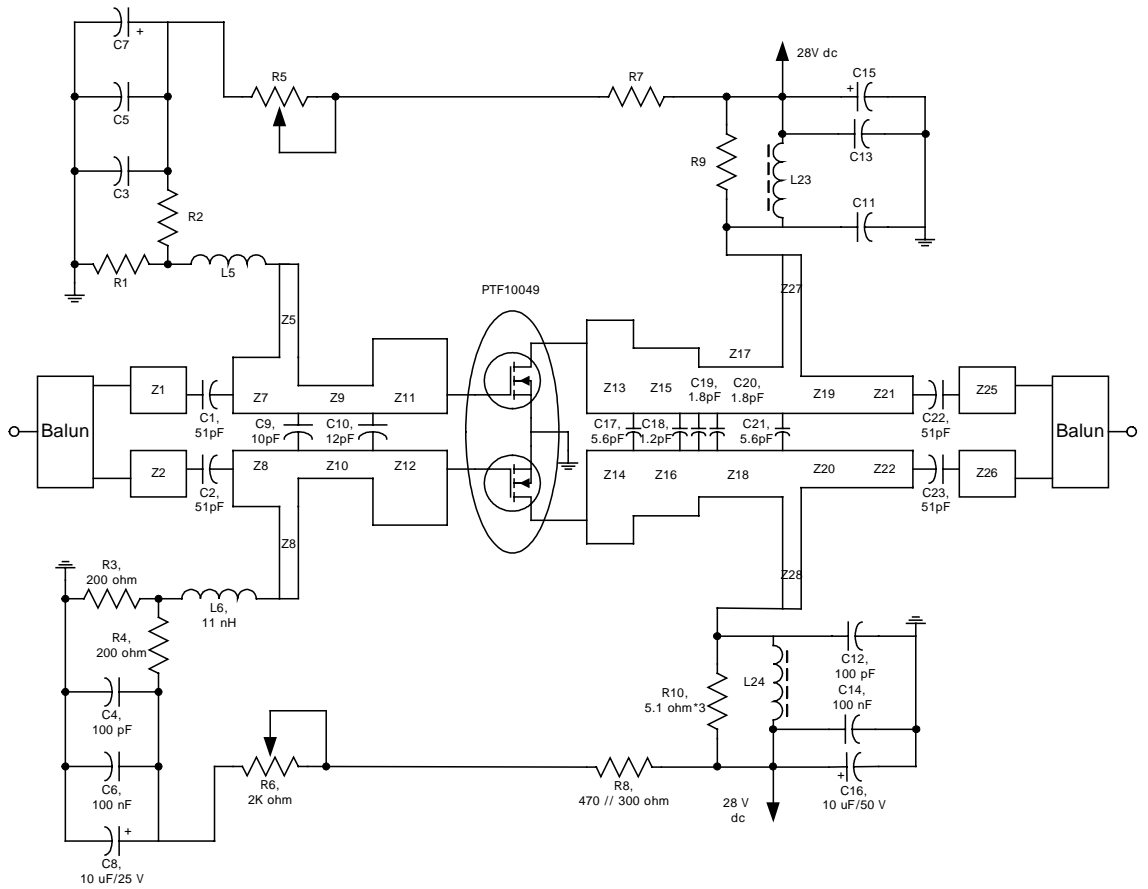 C7
+
C5
C3
R2
R1
L5
R5
R7
28V dc
C15
+
C13
R9
L23
C11
PTF10049
Z5
Z27
Z17
Balun
Z1
C1,
51pF
Z7
Z9
Z11
C9,
10pF
C10,
12pF
Z13
Z15
C19,
1.8pF
C20,
1.8pF
Z19
Z21
C22,
51pF
Z25
Balun
C17,
5.6pF
C18,
1.2pF
C21,
5.6pF
Z2
C2,
51pF
Z8
Z10
Z12
Z14
Z16
Z18
Z20
Z22
C23,
51pF
Z26
Z8
Z28
R3,
200 ohm
L6,
11 nH
R4,
200 ohm
C4,
100 pF
C6,
100 nF
+
C8,
10 uF/25 V
R6,
2K ohm
R8,
470 // 300 ohm
R10,
5.1 ohm*3
L24
C12,
100 pF
C14,
100 nF
+
C16,
10 uF/50 V
28 V
dc